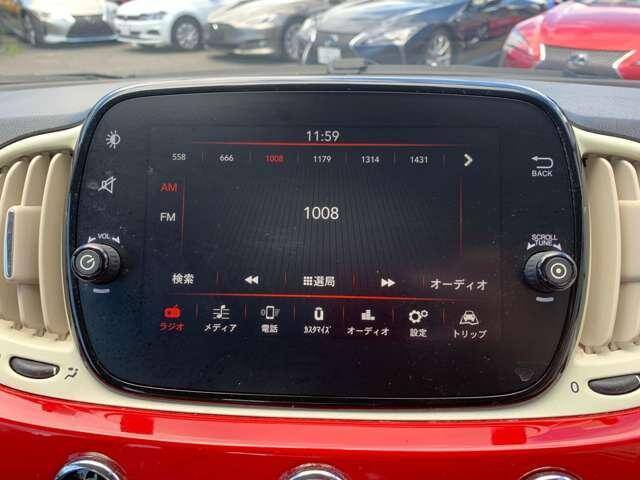 11:59
558 666 1008 1179 1314 1431
AM
FM
1008
BACK
VOL
SCROLL
TUNE
検索 選局 オーディオ
ラジオ メディア 電話 カスタマイズ オーディオ 設定 トリップ
0